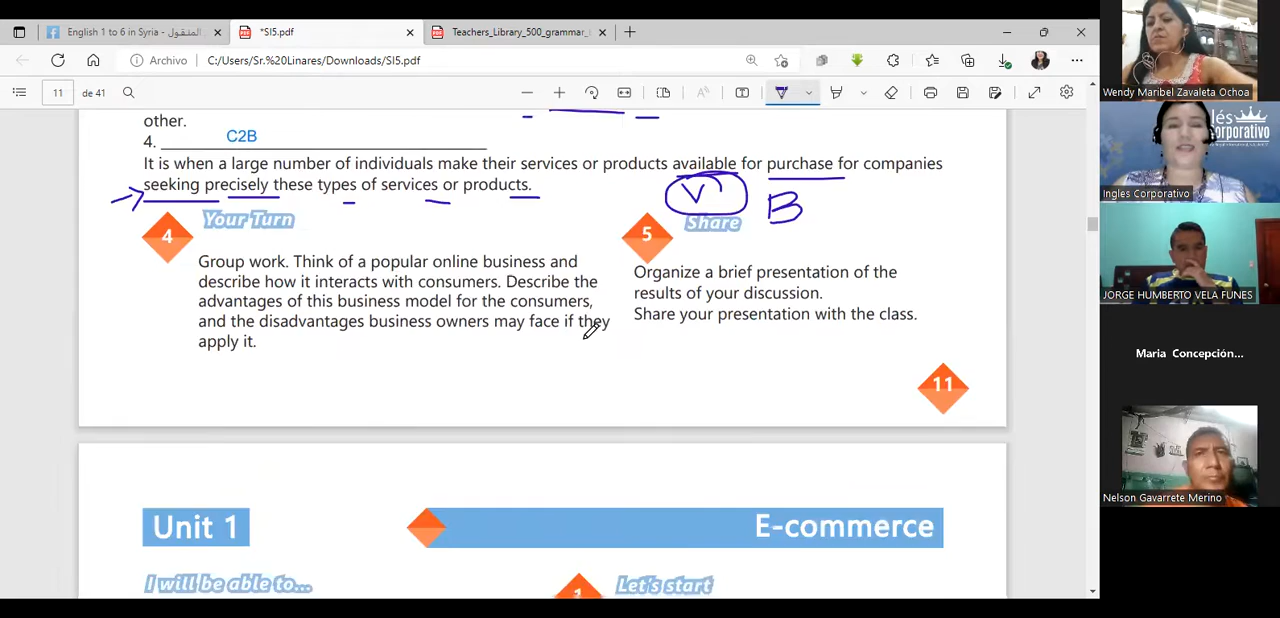 English 1 to 6 in Syria - المنـقـول
*SI5.pdf
Teachers_Library_500_grammar_
Archivo
C:/Users/Sr.%20Linares/Downloads/SI5.pdf
11
de 41
other.
4.
C2B
It is when a large number of individuals make their services or products available for purchase for companies
seeking precisely these types of services or products.
V
B
4
Your Turn
Group work. Think of a popular online business and
describe how it interacts with consumers. Describe the
advantages of this business model for the consumers,
and the disadvantages business owners may face if they
apply it.
5
Share
Organize a brief presentation of the
results of your discussion.
Share your presentation with the class.
11
Unit 1
E-commerce
I will be able to...
1
Let's start
Wendy Maribel Zavaleta Ochoa
lés
orporativo
Ingles Corporativo
JORGE HUMBERTO VELA FUNES
Maria Concepción...
Nelson Gavarrete Merino